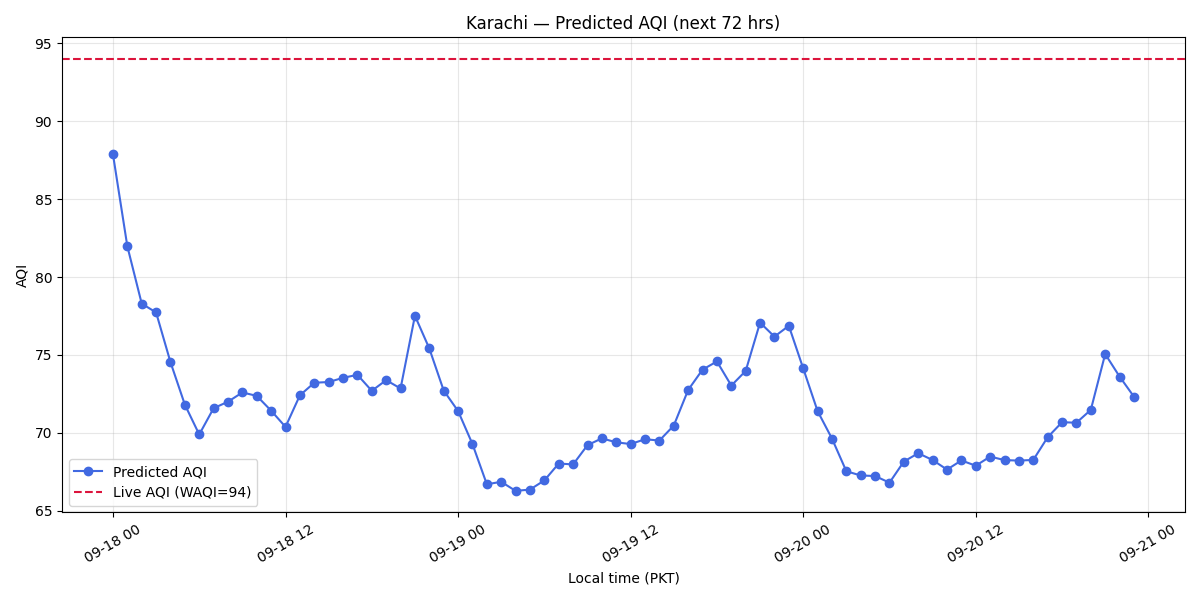 Karachi — Predicted AQI (next 72 hrs)
95
90
85
80
75
70
65
AQI
Predicted AQI
Live AQI (WAQI=94)
09-18 00
09-18 12
09-19 00
09-19 12
09-20 00
09-20 12
09-21 00
Local time (PKT)